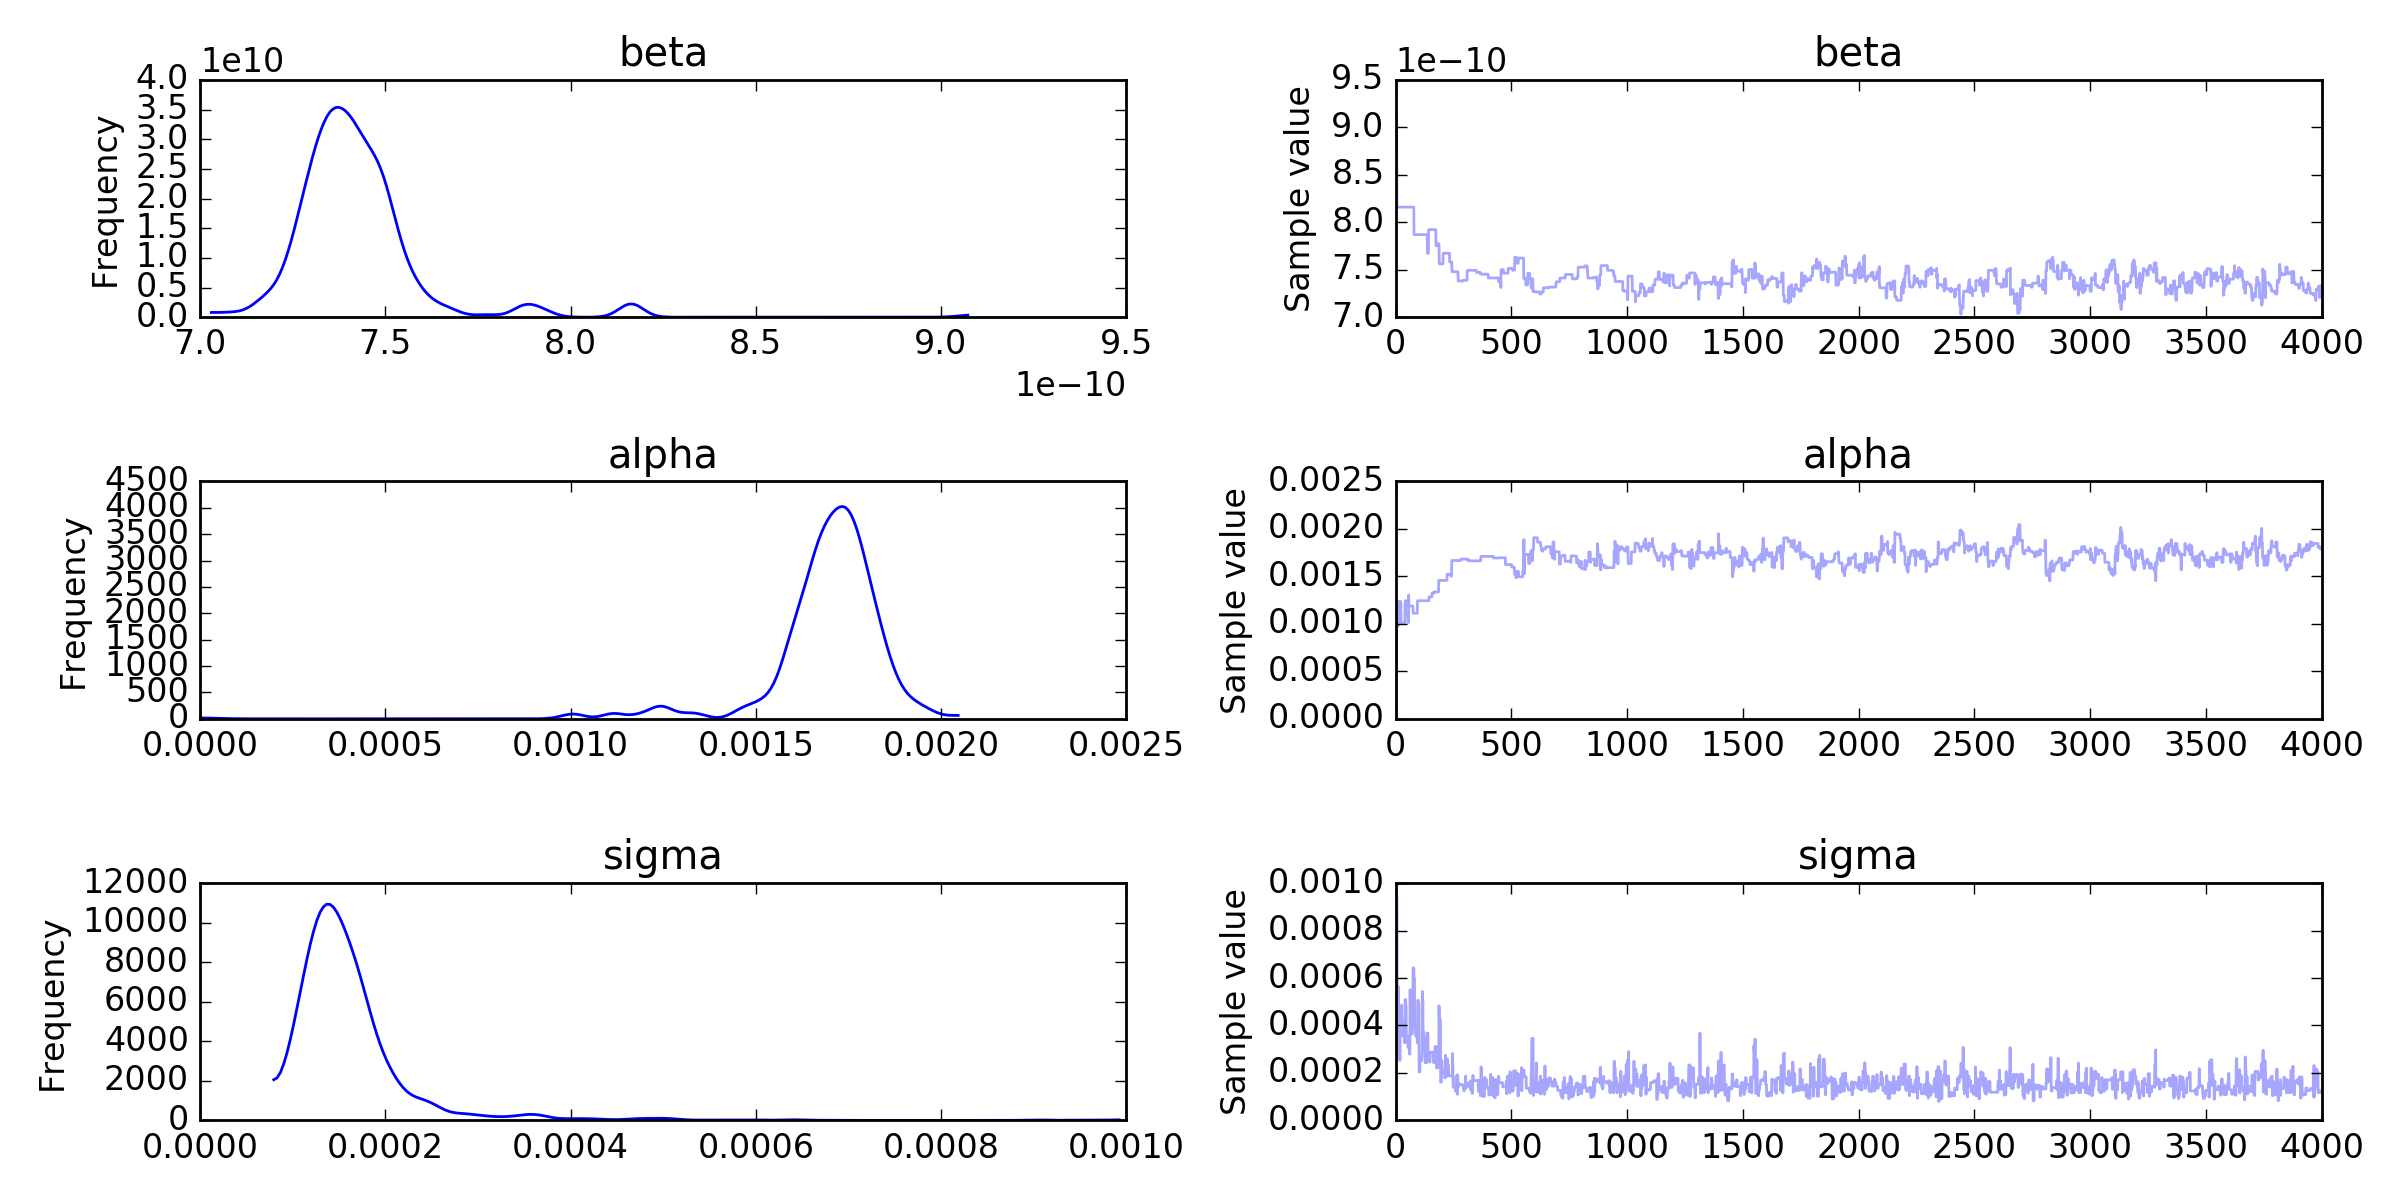 beta
1e10
Frequency
4.0
3.5
3.0
2.5
2.0
1.5
1.0
0.5
0.0
7.0 7.5 8.0 8.5 9.0 9.5
1e−10
beta
1e−10
Sample value
9.5
9.0
8.5
8.0
7.5
7.0
0 500 1000 1500 2000 2500 3000 3500 4000
alpha
Frequency
4500
4000
3500
3000
2500
2000
1500
1000
500
0
0.0000 0.0005 0.0010 0.0015 0.0020 0.0025
alpha
Sample value
0.0025
0.0020
0.0015
0.0010
0.0005
0.0000
0 500 1000 1500 2000 2500 3000 3500 4000
sigma
Frequency
12000
10000
8000
6000
4000
2000
0
0.0000 0.0002 0.0004 0.0006 0.0008 0.0010
sigma
Sample value
0.0010
0.0008
0.0006
0.0004
0.0002
0.0000
0 500 1000 1500 2000 2500 3000 3500 4000